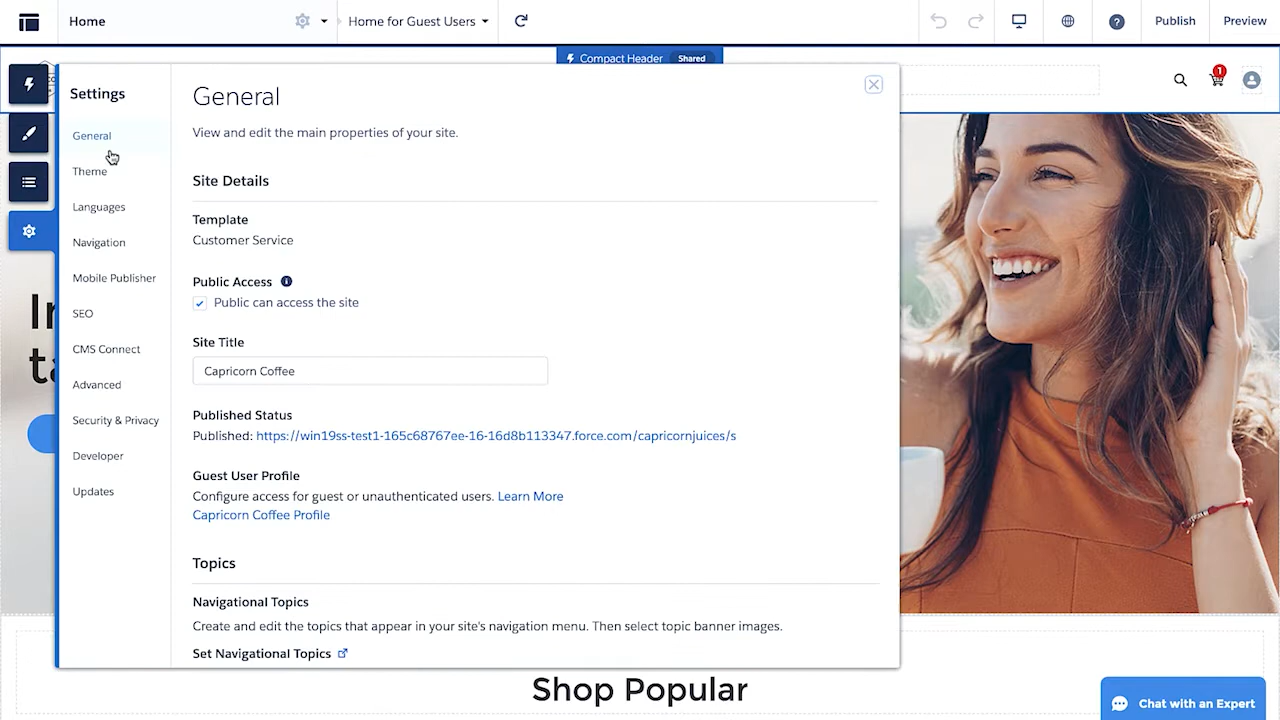 Home
Home for Guest Users
Publish
Preview
Compact Header Shared
1
Settings
General
Theme
Languages
Navigation
Mobile Publisher
SEO
CMS Connect
Advanced
Security & Privacy
Developer
Updates
General
View and edit the main properties of your site.
Site Details
Template
Customer Service
Public Access
Public can access the site
Site Title
Capricorn Coffee
Published Status
Published: https://win19ss-test1-165c68767ee-16-16d8b113347.force.com/capricornjuices/s
Guest User Profile
Configure access for guest or unauthenticated users. Learn More
Capricorn Coffee Profile
Topics
Navigational Topics
Create and edit the topics that appear in your site's navigation menu. Then select topic banner images.
Set Navigational Topics
Shop Popular
Chat with an Expert